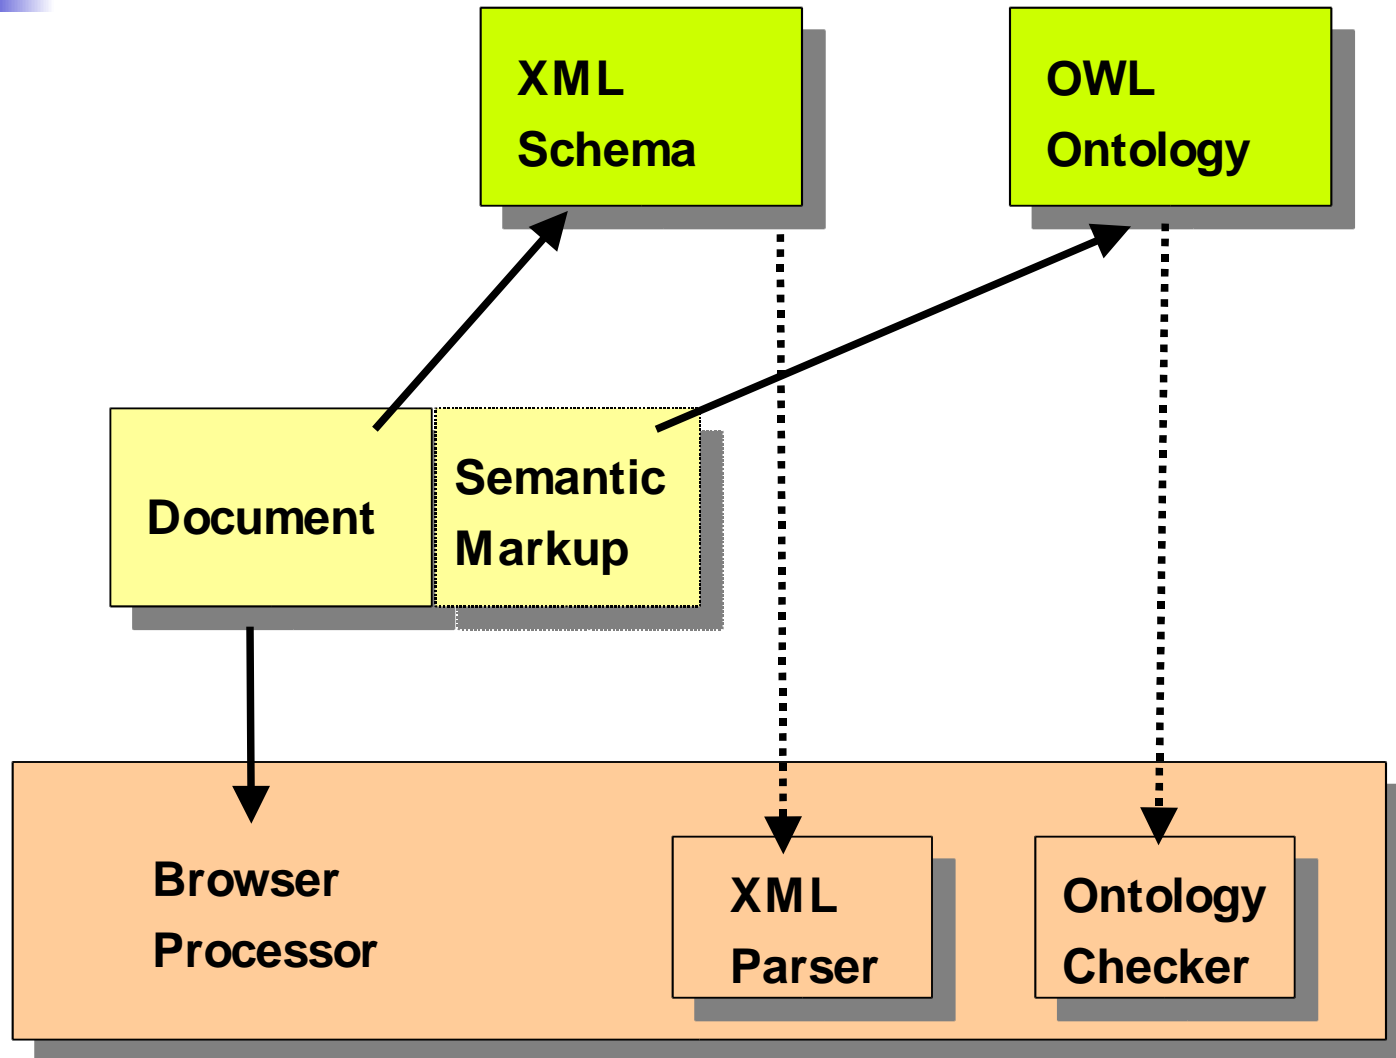 XML
Schema
OWL
Ontology
Document
Semantic
Markup
Browser
Processor
XML
Parser
Ontology
Checker